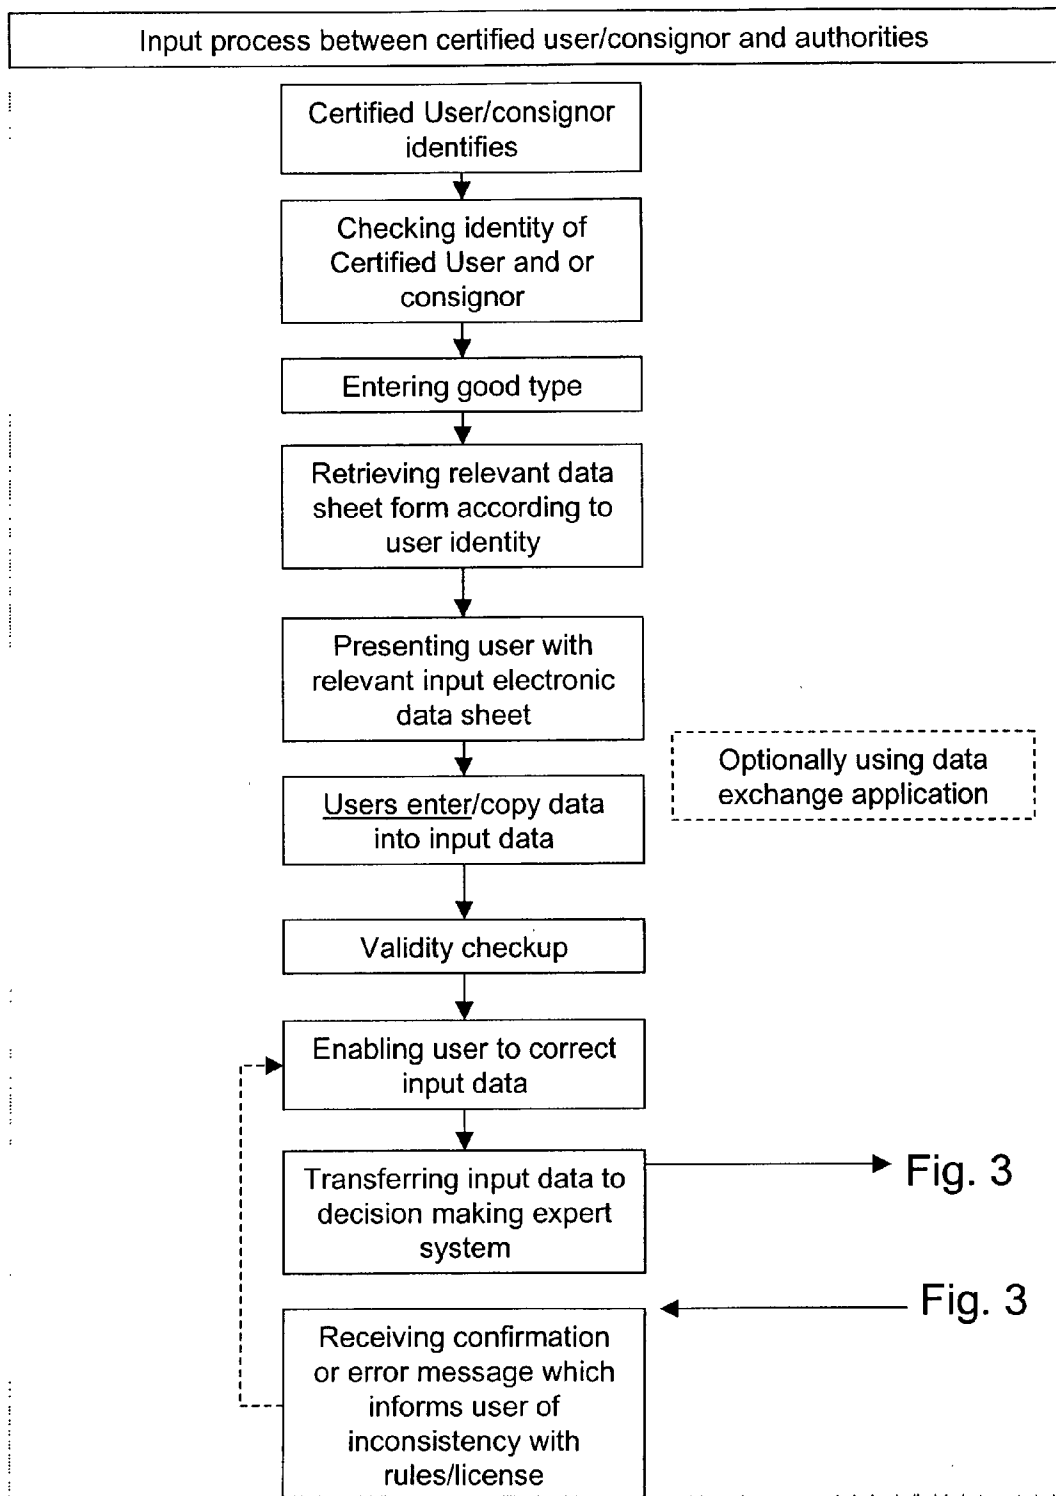 Input process between certified user/consignor and authorities
Certified User/consignor
identifies
Checking identity of
Certified User and or
consignor
Entering good type
Retrieving relevant data
sheet form according to
user identity
Presenting user with
relevant input electronic
data sheet
Optionally using data
exchange application
Users enter/copy data
into input data
Validity checkup
Enabling user to correct
input data
Transferring input data to
decision making expert
system
Fig. 3
Fig. 3
Receiving confirmation
or error message which
informs user of
inconsistency with
rules/license